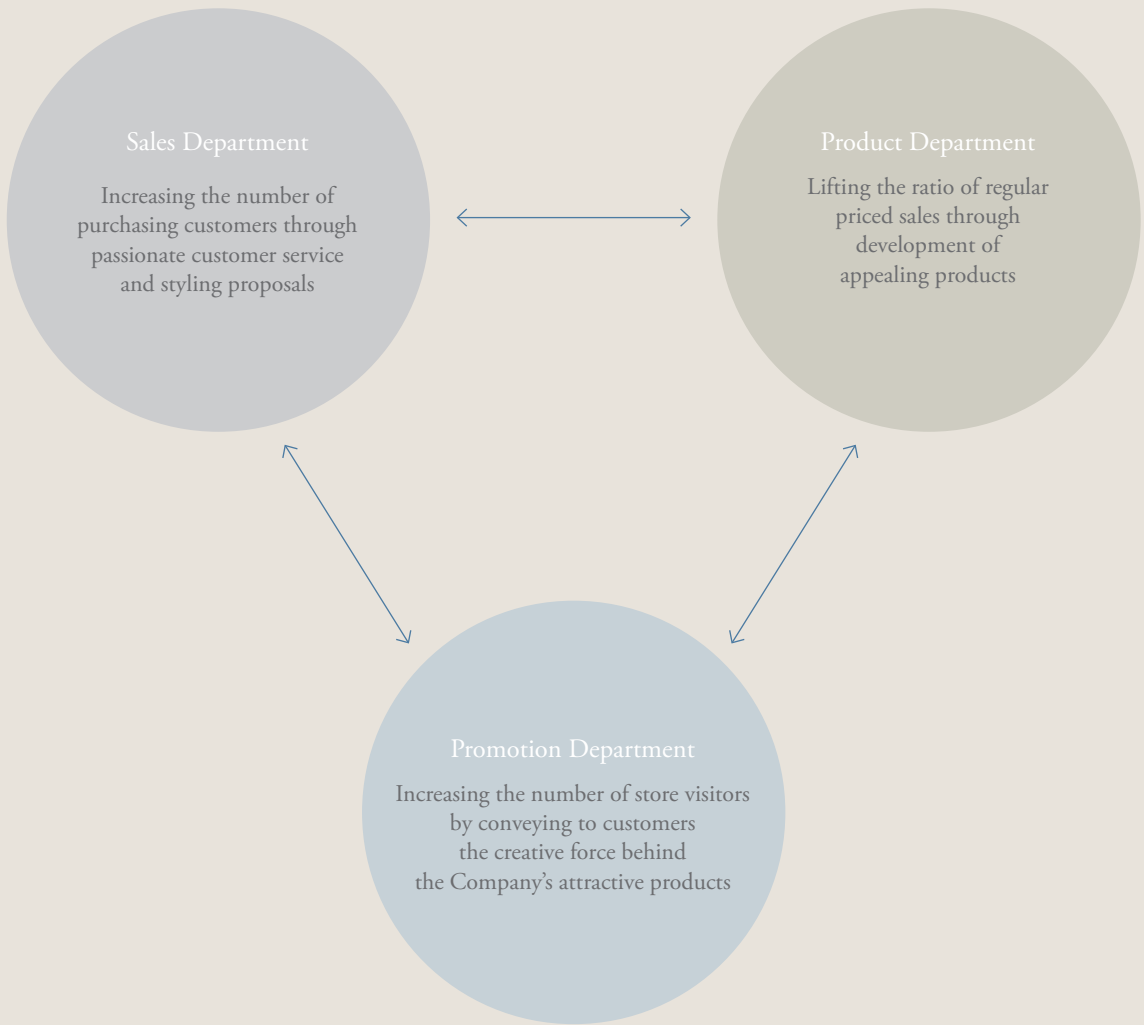 Sales Department
Increasing the number of
purchasing customers through
passionate customer service
and styling proposals
Product Department
Lifting the ratio of regular
priced sales through
development of
appealing products
Promotion Department
Increasing the number of store visitors
by conveying to customers
the creative force behind
the Company’s attractive products